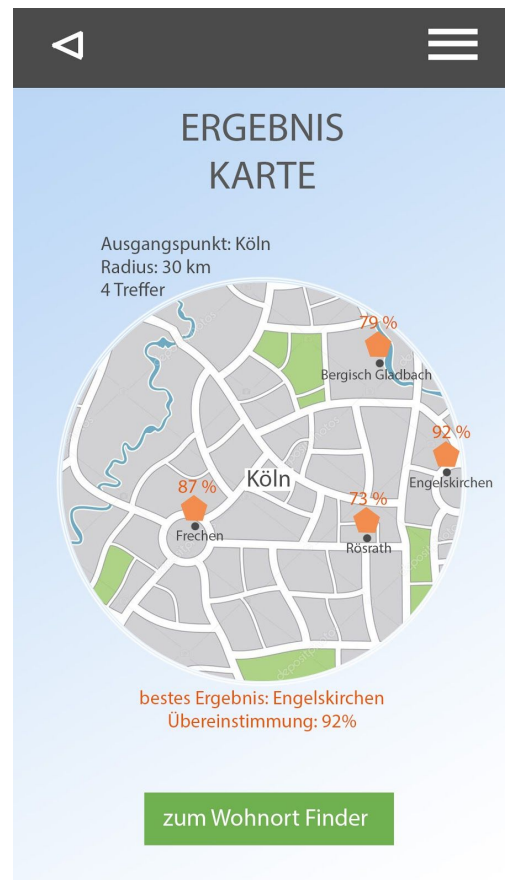 ERGEBNIS
KARTE
Ausgangspunkt: Köln
Radius: 30 km
4 Treffer
79 %
Bergisch Gladbach
92 %
Engelskirchen
87 %
Köln
Frechen
73 %
Rösrath
depositphotos
bestes Ergebnis: Engelskirchen
Übereinstimmung: 92%
zum Wohnort Finder